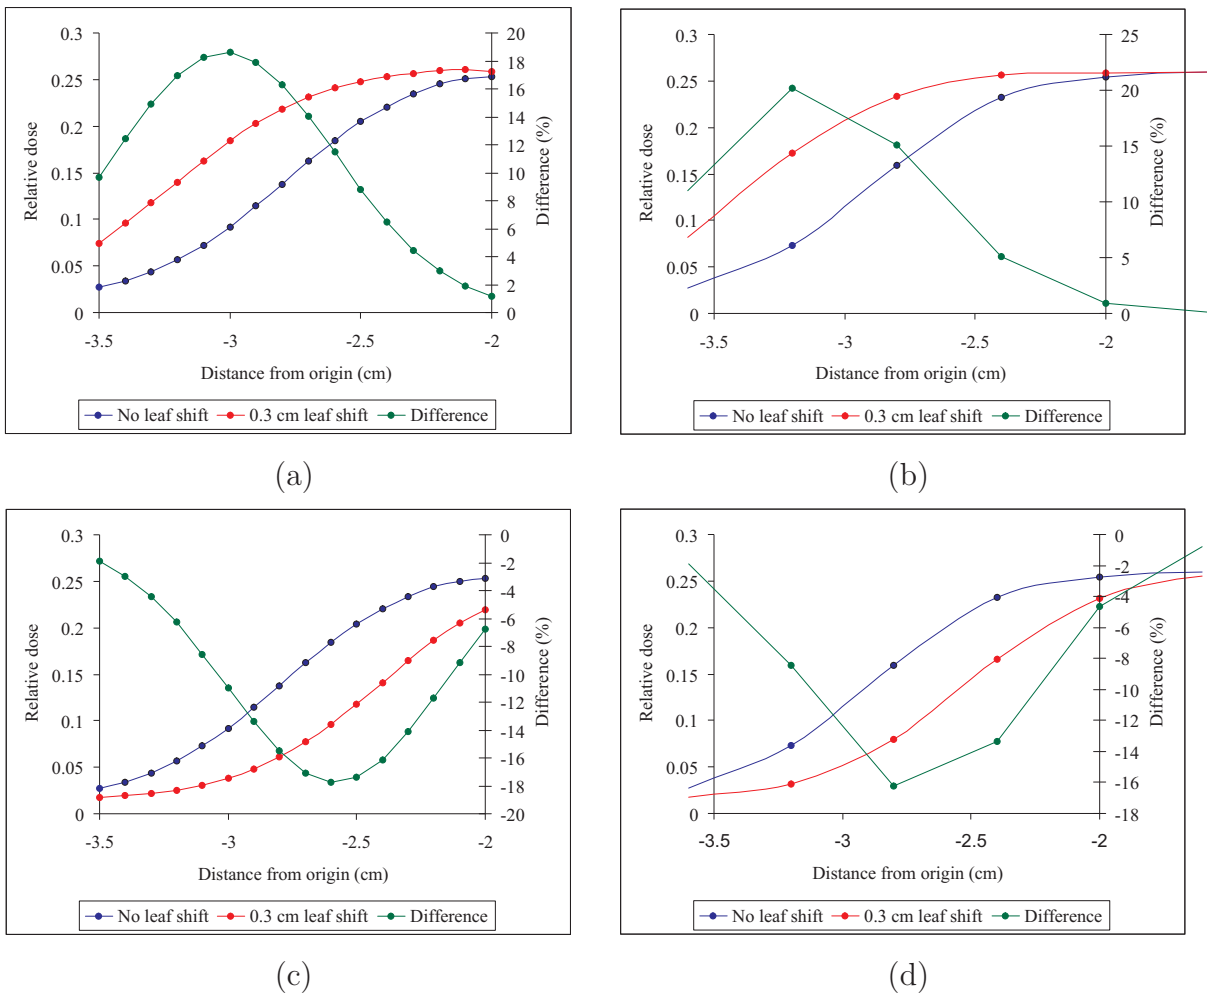 0.3
0.25
0.2
0.15
0.1
0.05
0
Relative dose
20
18
16
14
12
10
8
6
4
2
0
Difference (%)
-3.5 -3 -2.5 -2
Distance from origin (cm)
No leaf shift 0.3 cm leaf shift Difference
(a)
0.3
0.25
0.2
0.15
0.1
0.05
0
Relative dose
25
20
15
10
5
0
Difference (%)
-3.5 -3 -2.5 -2
Distance from origin (cm)
No leaf shift 0.3 cm leaf shift Difference
(b)
0.3
0.25
0.2
0.15
0.1
0.05
0
Relative dose
0
-2
-4
-6
-8
-10
-12
-14
-16
-18
-20
Difference (%)
-3.5 -3 -2.5 -2
Distance from origin (cm)
No leaf shift 0.3 cm leaf shift Difference
(c)
0.3
0.25
0.2
0.15
0.1
0.05
0
Relative dose
0
-2
-4
-6
-8
-10
-12
-14
-16
-18
Difference (%)
-3.5 -3 -2.5 -2
Distance from origin (cm)
No leaf shift 0.3 cm leaf shift Difference
(d)